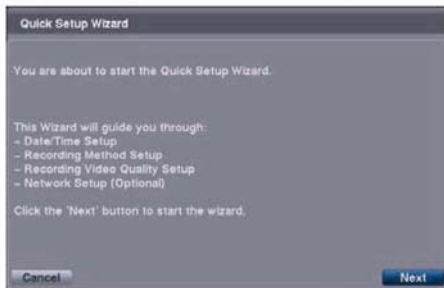 Quick Setup Wizard
You are about to start the Quick Setup Wizard.
This Wizard will guide you through:
- Date/Time Setup
- Recording Method Setup
- Recording Video Quality Setup
- Network Setup (Optional)
Click the 'Next' button to start the wizard.
Cancel
Next